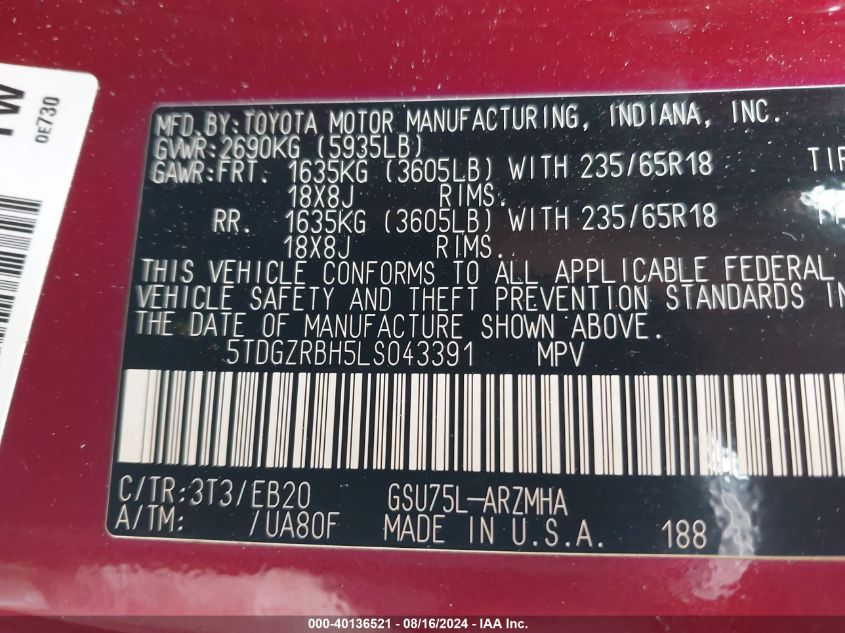 MFD.BY:TOYOTA MOTOR MANUFACTURING, INDIANA, INC.
GVWR:2690KG (5935LB)
GAWR:FRT. 1635KG (3605LB) WITH 235/65R18 TIR
18X8J RIMS.
RR. 1635KG (3605LB) WITH 235/65R18
18X8J RIMS.
THIS VEHICLE CONFORMS TO ALL APPLICABLE FEDERAL
VEHICLE SAFETY AND THEFT PREVENTION STANDARDS IN
THE DATE OF MANUFACTURE SHOWN ABOVE.
5TDGZRBH5LS043391 MPV
C/TR:3T3/EB20 GSU75L-ARZMHA
A/TM: /UA80F MADE IN U.S.A. 188
0E730
000-40136521 - 08/16/2024 - IAA Inc.